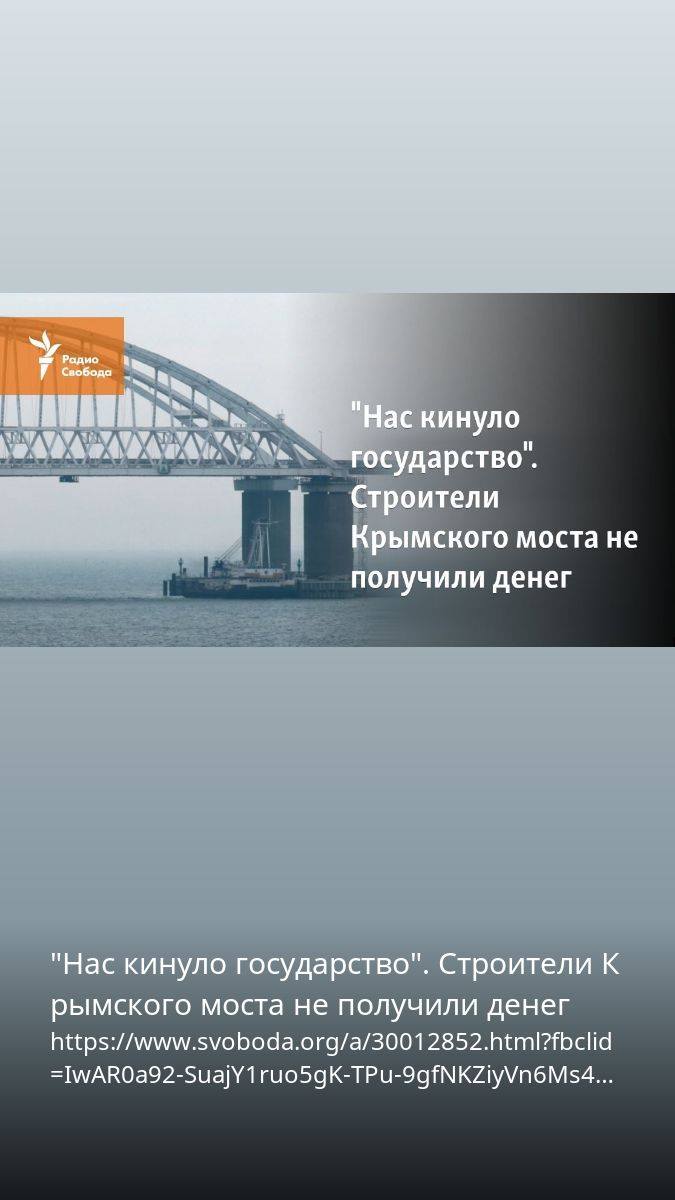 Радио
Свобода
"Нас кинуло
государство".
Строители
Крымского моста не
получили денег
"Нас кинуло государство". Строители К
рымского моста не получили денег
https://www.svoboda.org/a/30012852.html?fbclid
=IwAR0a92-SuajY1ruo5gK-TPu-9gfNKZiyVn6Ms4...